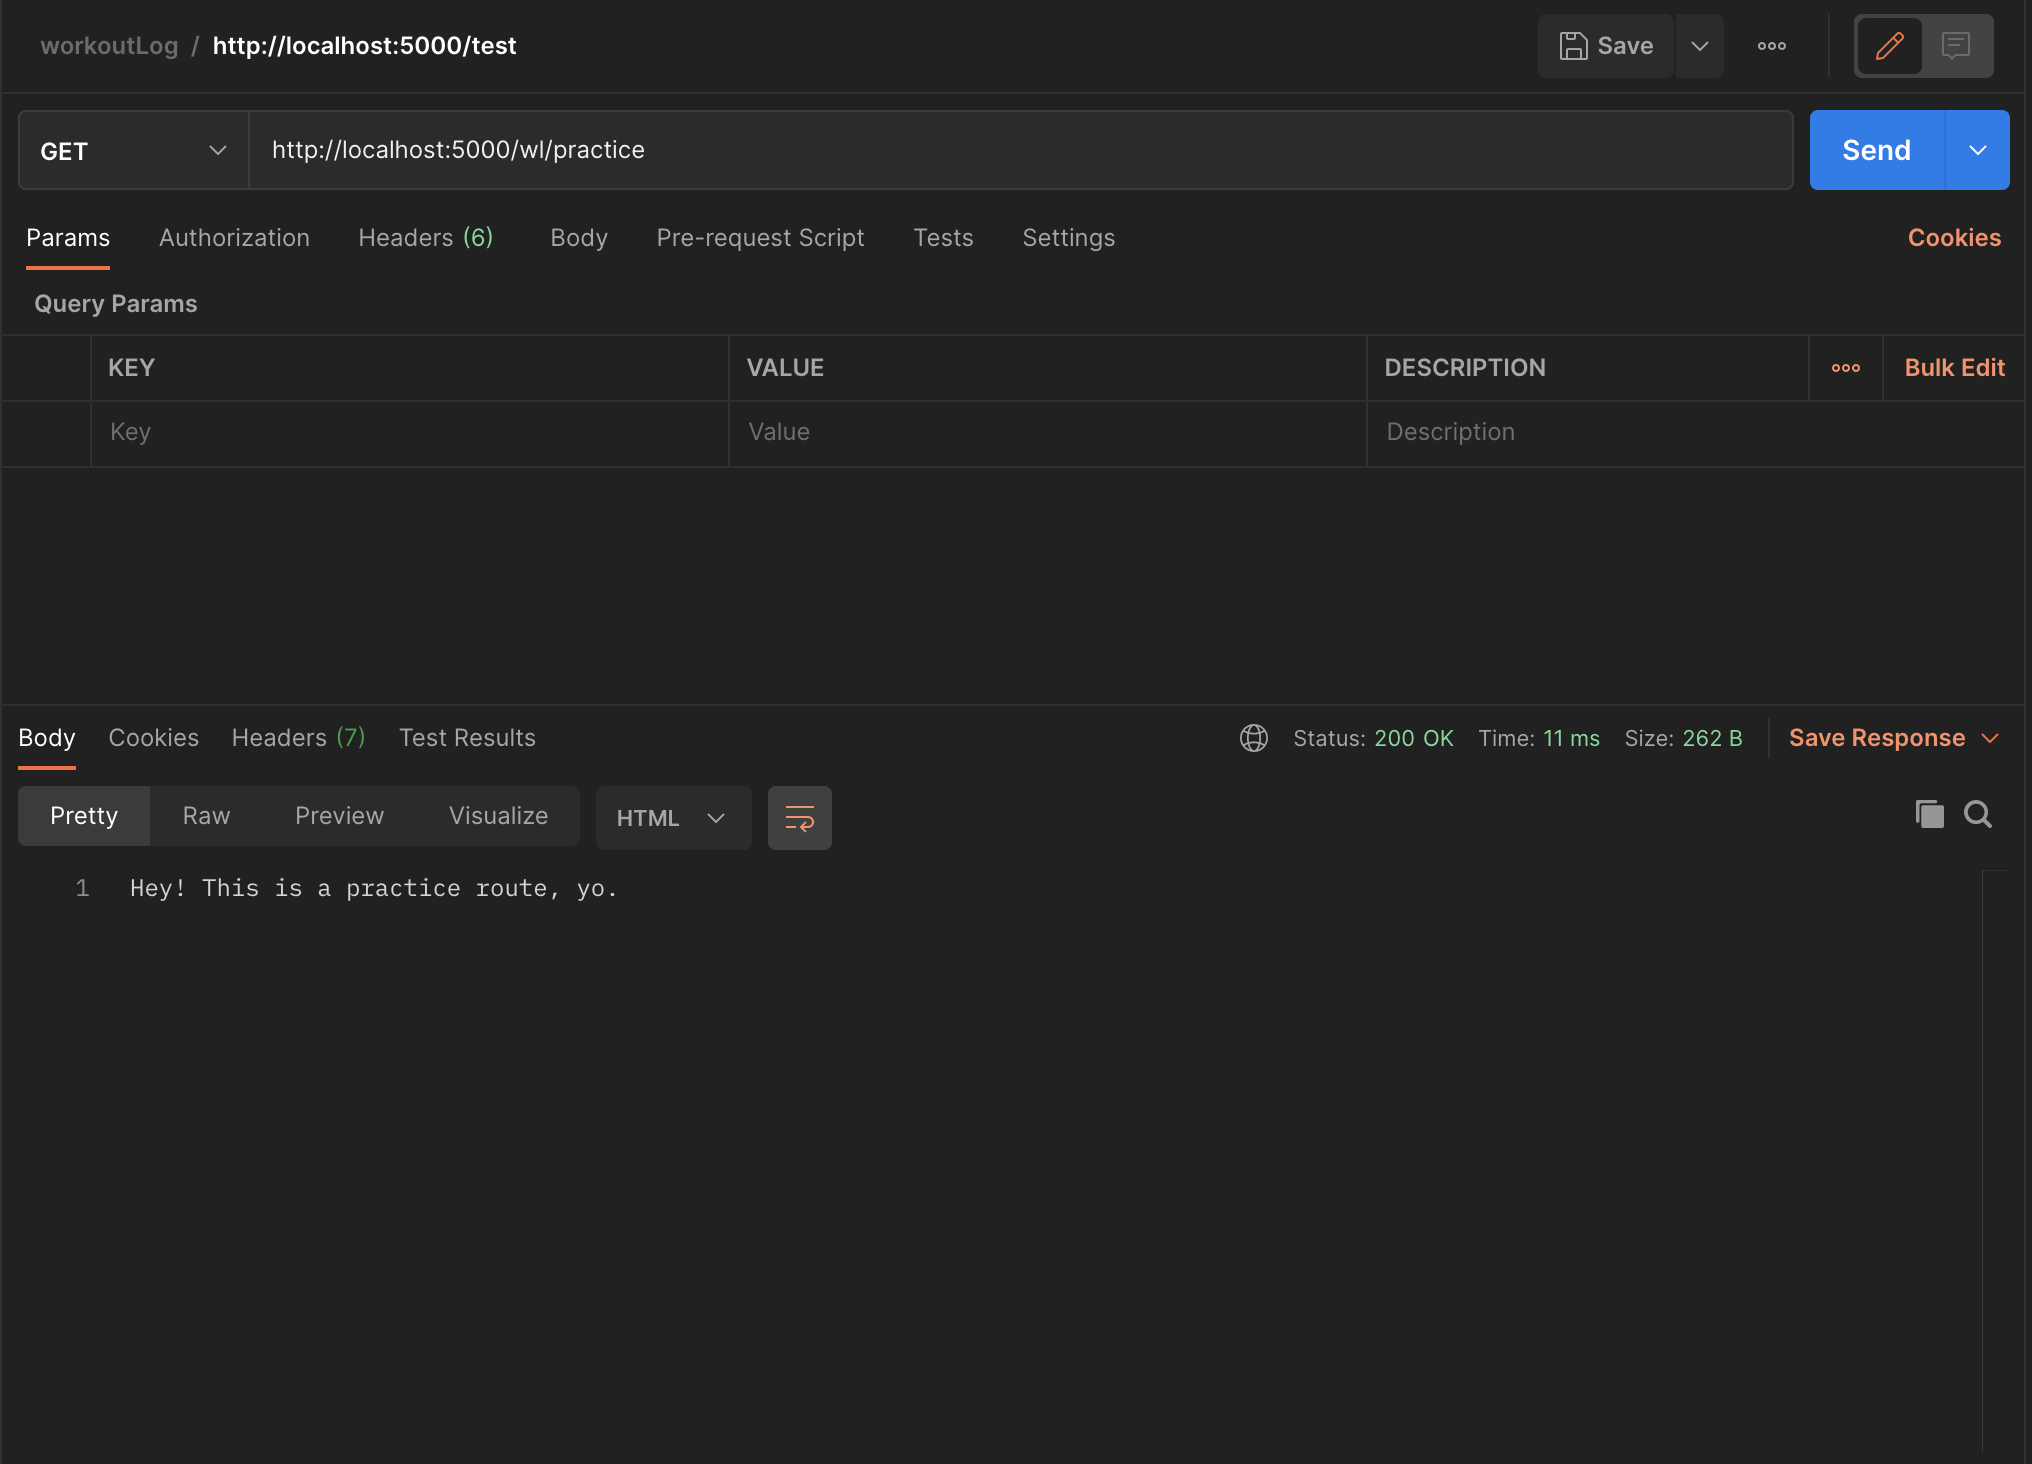 workoutLog / http://localhost:5000/test Save
GET http://localhost:5000/wl/practice Send
Params Authorization Headers (6) Body Pre-request Script Tests Settings Cookies
Query Params
KEY VALUE DESCRIPTION Bulk Edit
Key Value Description
Body Cookies Headers (7) Test Results Status: 200 OK Time: 11 ms Size: 262 B Save Response
Pretty Raw Preview Visualize HTML
1 Hey! This is a practice route, yo.